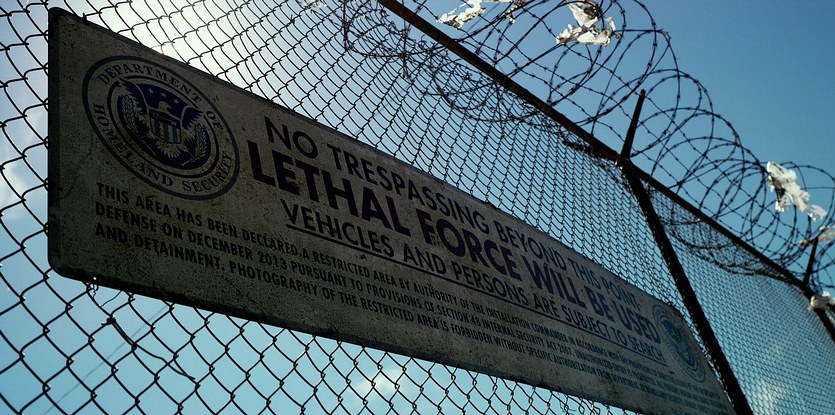 DEPARTMENT OF
HOMELAND SECURITY
NO TRESPASSING BEYOND THIS POINT
LETHAL FORCE WILL BE USED
VEHICLES AND PERSONS ARE SUBJECT TO SEARCH
THIS AREA HAS BEEN DECLARED A RESTRICTED AREA BY AUTHORITY OF THE INSTALLATION COMMANDER IN ACCORDANCE WITH
DEFENSE ON DECEMBER 2013 PURSUANT TO PROVISIONS OF SECTION 45 INTERNAL SECURITY ACT
AND DETAINMENT. PHOTOGRAPHY OF THE RESTRICTED AREA IS FORBIDDEN WITHOUT SPECIFIC AUTHORIZATION